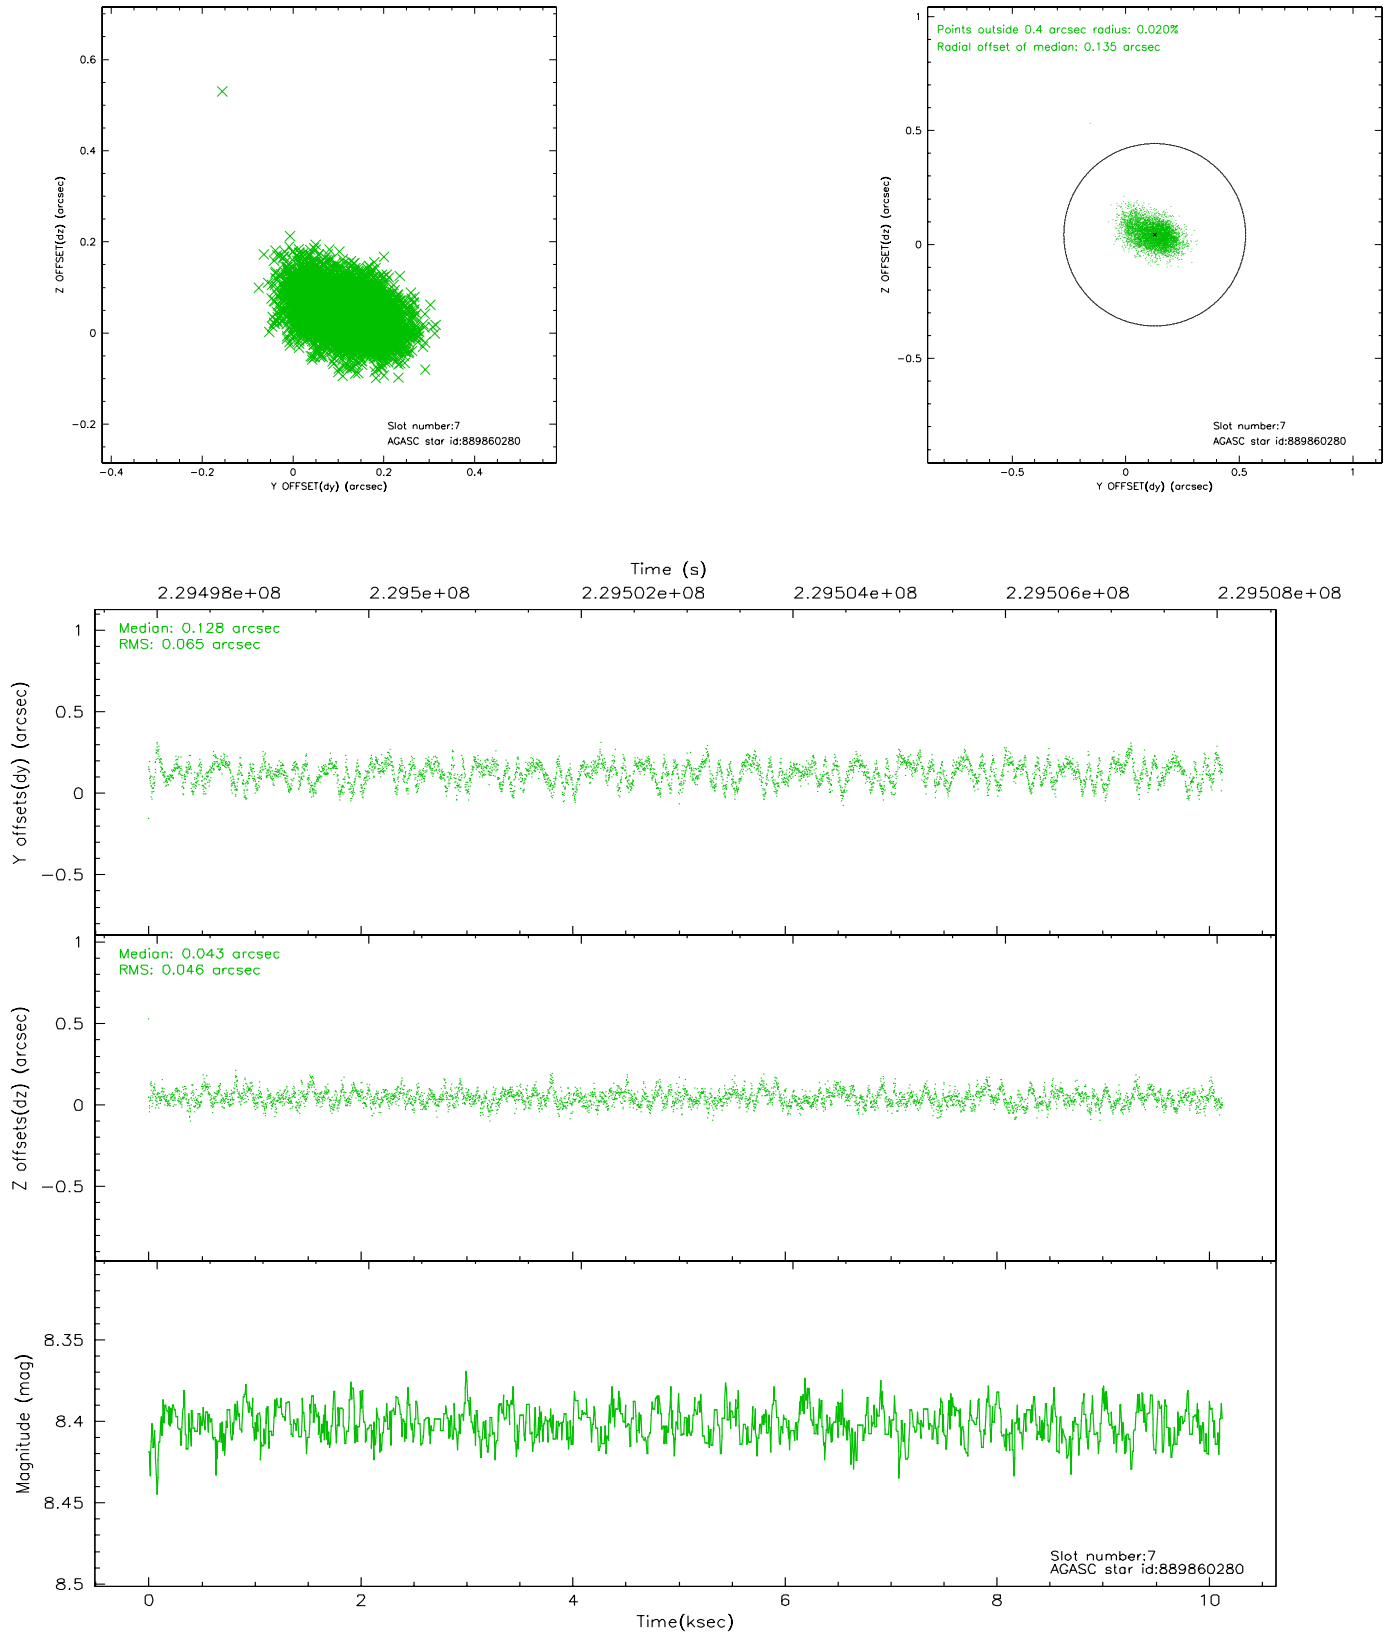 0.6
0.4
0.2
0
−0.2
Z OFFSET(dz) (arcsec)
−0.4
−0.2
0
0.2
0.4
Y OFFSET(dy) (arcsec)
Slot number:7
AGASC star id:889860280
Points outside 0.4 arcsec radius: 0.020%
Radial offset of median: 0.135 arcsec
1
0.5
0
−0.5
Z OFFSET(dz) (arcsec)
−0.5
0
0.5
1
Y OFFSET(dy) (arcsec)
Slot number:7
AGASC star id:889860280
Time (s)
2.29498e+08
2.295e+08
2.29502e+08
2.29504e+08
2.29506e+08
2.29508e+08
Median: 0.128 arcsec
RMS: 0.065 arcsec
1
0.5
0
−0.5
Y offsets(dy) (arcsec)
Median: 0.043 arcsec
RMS: 0.046 arcsec
1
0.5
0
−0.5
Z offsets(dz) (arcsec)
8.35
8.4
8.45
8.5
Magnitude (mag)
Slot number:7
AGASC star id:889860280
0
2
4
6
8
10
Time(ksec)